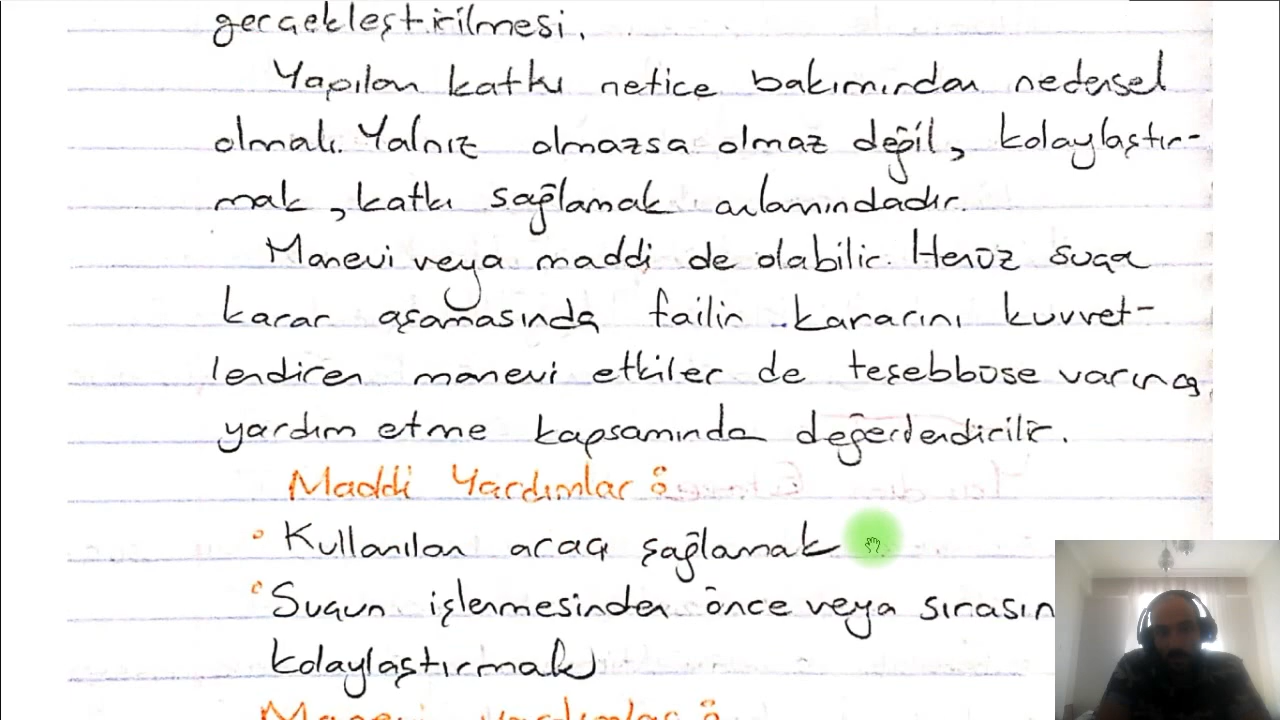 gerçekleştirilmesi.
Yapılan katkı netice bakımından nedensel
olmalı. Yalnız olmazsa olmaz değil, kolaylaştır-
mak, katkı sağlamak anlamındadır.
Manevi veya maddi de olabilir. Henüz suça
karar aşamasında failin kararını kuvvet-
lendiren manevi etkiler de teşebbüse varınca
yardım etme kapsamında değerlendirilir.
Maddi Yardımlar :
• Kullanılan aracı sağlamak
• Suçun işlenmesinden önce veya sırasın
kolaylaştırmak
Manevi Yardımlar :